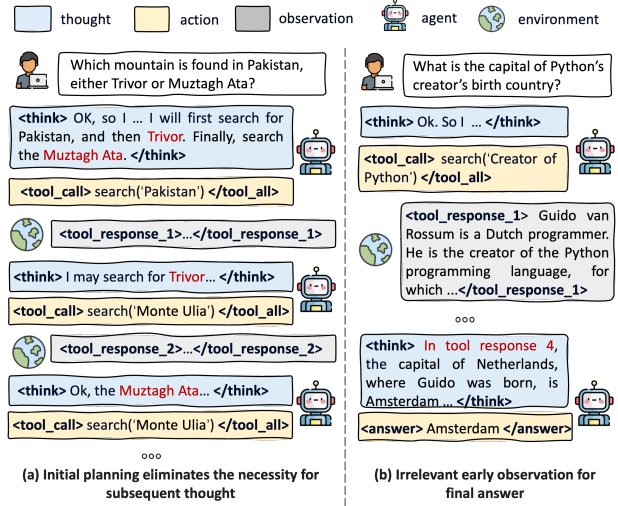 thought action observation agent environment
Which mountain is found in Pakistan,
either Trivor or Muztagh Ata?
<think> OK, so I ... I will first search for
Pakistan, and then Trivor. Finally, search
the Muztagh Ata. </think>
<tool_call> search('Pakistan') </tool_all>
<tool_response_1>...</tool_response_1>
<think> I may search for Trivor... </think>
<tool_call> search('Monte Ulia') </tool_all>
<tool_response_2>...</tool_response_2>
<think> Ok, the Muztagh Ata... </think>
<tool_call> search('Monte Ulia') </tool_all>
(a) Initial planning eliminates the necessity for
subsequent thought
What is the capital of Python's
creator's birth country?
<think> Ok. So I ... </think>
<tool_call> search('Creator of
Python') </tool_all>
<tool_response_1> Guido van
Rossum is a Dutch programmer.
He is the creator of the Python
programming language, for
which ...</tool_response_1>
<think> In tool response 4,
the capital of Netherlands,
where Guido was born, is
Amsterdam ... </think>
<answer> Amsterdam </answer>
(b) Irrelevant early observation for
final answer